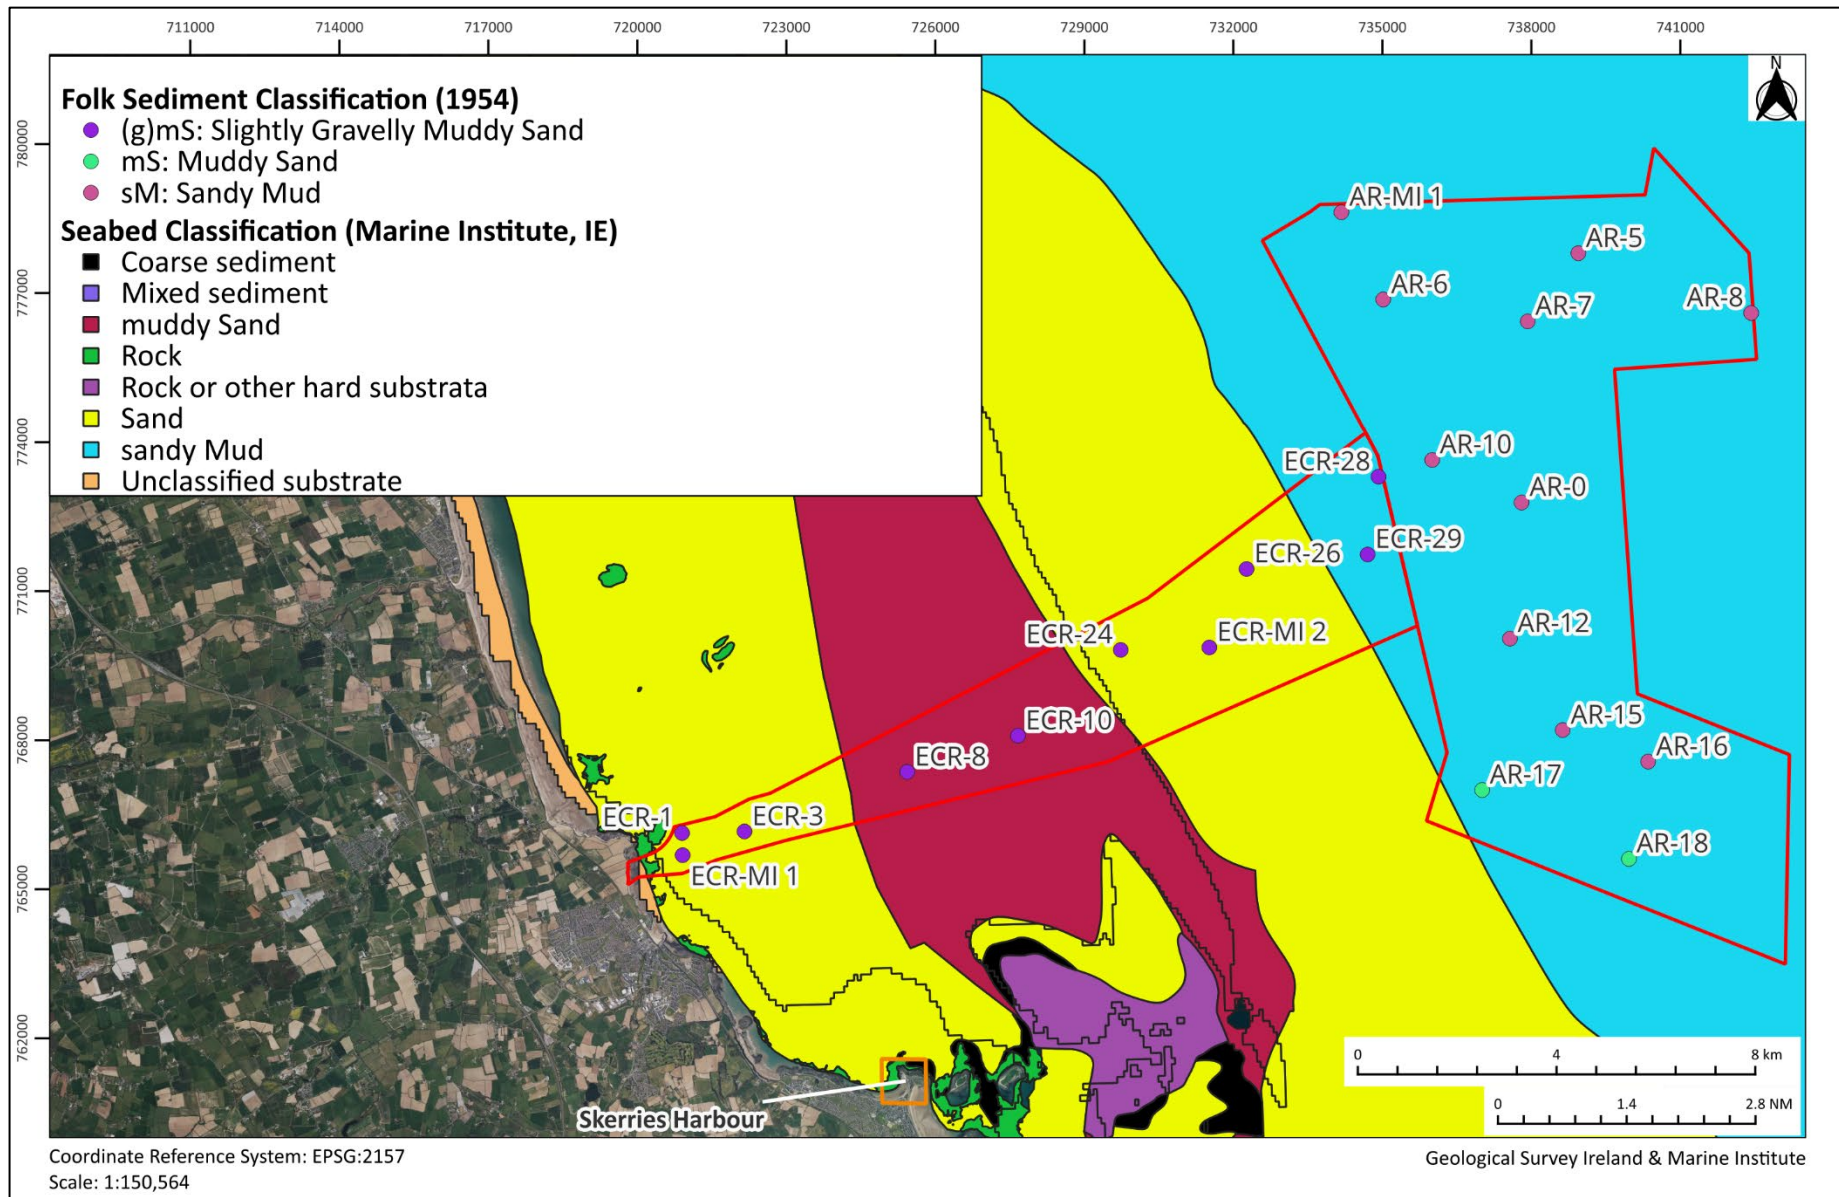 711000 714000 717000 720000 723000 726000 729000 732000 735000 738000 741000
N
Folk Sediment Classification (1954)
(g)mS: Slightly Gravelly Muddy Sand
mS: Muddy Sand
sM: Sandy Mud
Seabed Classification (Marine Institute, IE)
Coarse sediment
Mixed sediment
muddy Sand
Rock
Rock or other hard substrata
Sand
sandy Mud
Unclassified substrate
780000
777000
774000
771000
768000
765000
762000
AR-MI 1
AR-5
AR-6
AR-7
AR-8
AR-10
ECR-28
AR-0
ECR-29
ECR-26
AR-12
ECR-24
ECR-MI 2
AR-15
ECR-10
AR-16
ECR-8
AR-17
ECR-1
ECR-3
AR-18
ECR-MI 1
0 4 8 km
0 1.4 2.8 NM
Skerries Harbour
Coordinate Reference System: EPSG:2157
Scale: 1:150,564
Geological Survey Ireland & Marine Institute